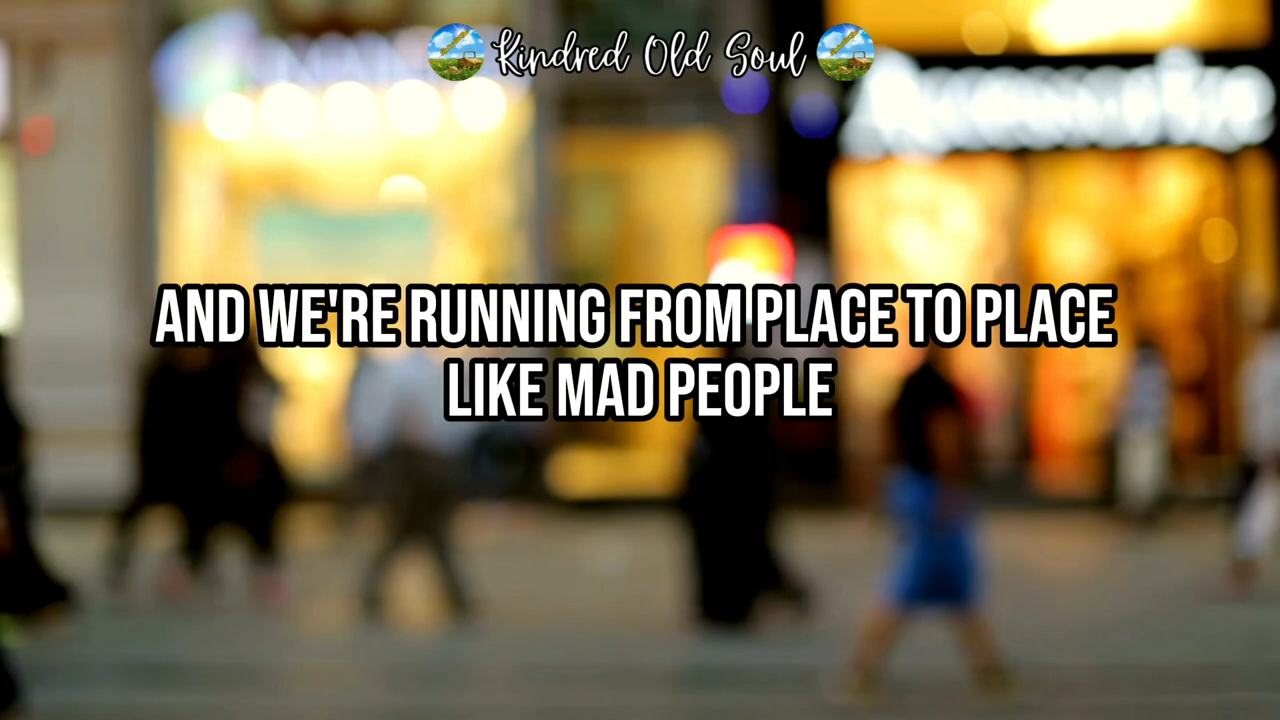 Kindred Old Soul
AND WE'RE RUNNING FROM PLACE TO PLACE
LIKE MAD PEOPLE